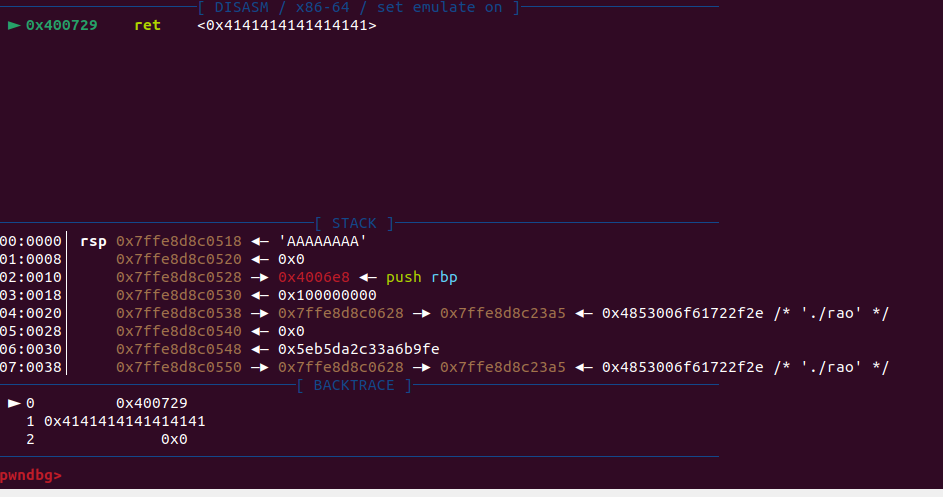 [ DISASM / x86-64 / set emulate on ]
► 0x400729 ret <0x4141414141414141>
[ STACK ]
00:0000│ rsp 0x7ffe8d8c0518 ◄— 'AAAAAAAA'
01:0008│ 0x7ffe8d8c0520 ◄— 0x0
02:0010│ 0x7ffe8d8c0528 —► 0x4006e8 ◄— push rbp
03:0018│ 0x7ffe8d8c0530 ◄— 0x100000000
04:0020│ 0x7ffe8d8c0538 —► 0x7ffe8d8c0628 —► 0x7ffe8d8c23a5 ◄— 0x4853006f61722f2e /* './rao' */
05:0028│ 0x7ffe8d8c0540 ◄— 0x0
06:0030│ 0x7ffe8d8c0548 ◄— 0x5eb5da2c33a6b9fe
07:0038│ 0x7ffe8d8c0550 —► 0x7ffe8d8c0628 —► 0x7ffe8d8c23a5 ◄— 0x4853006f61722f2e /* './rao' */
[ BACKTRACE ]
► 0 0x400729
1 0x4141414141414141
2 0x0
pwndbg>